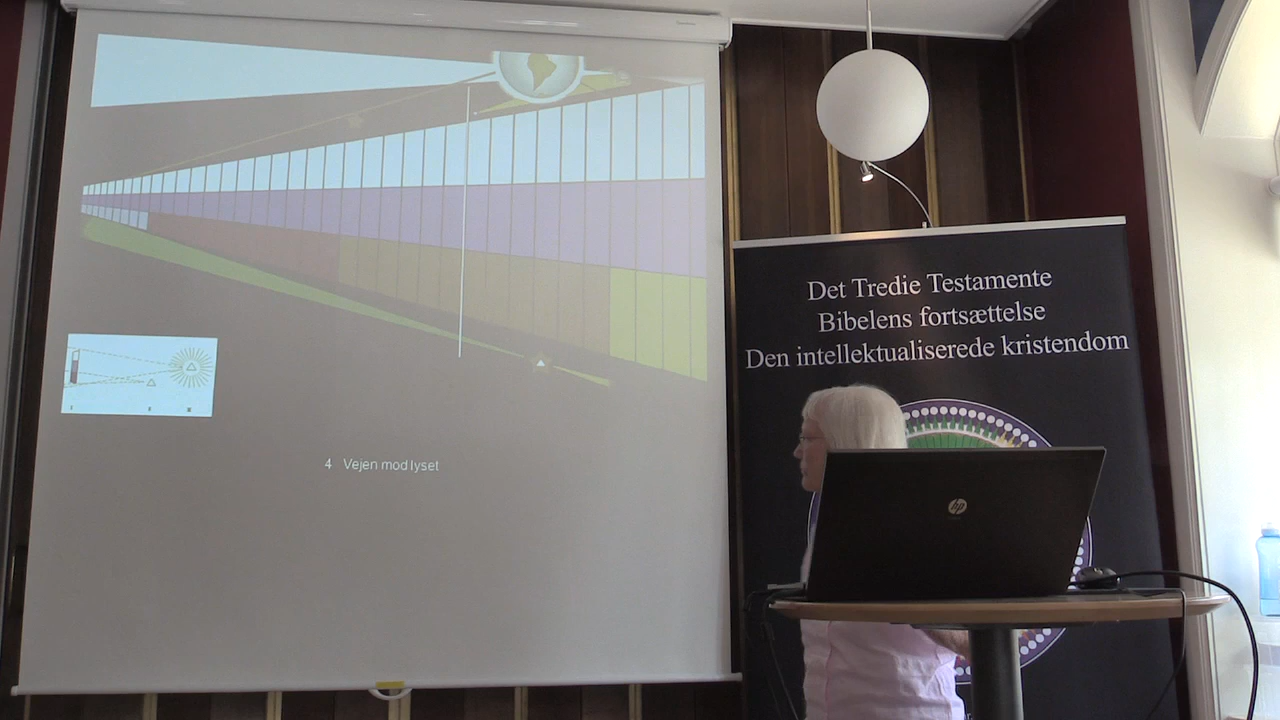 4 Vejen mod lyset
Det Tredie Testamente
Bibelens fortsættelse
Den intellektualiserede kristendom
hp